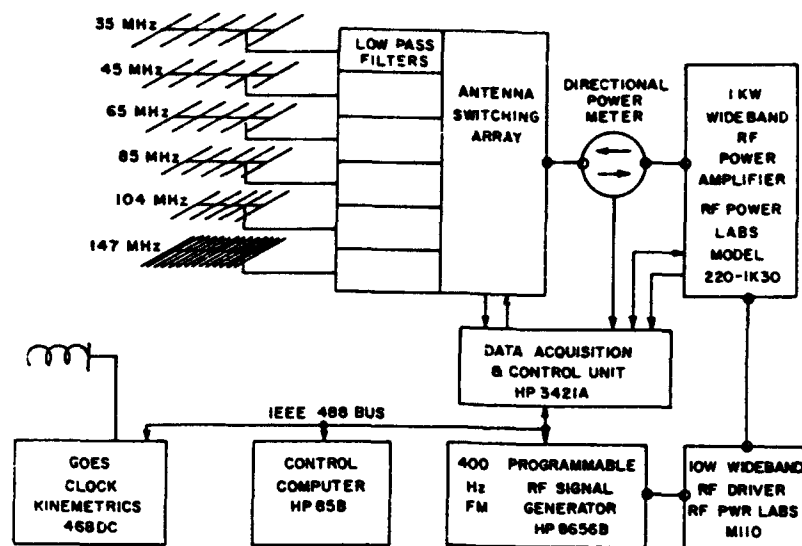 35 MHz
45 MHz
65 MHz
85 MHz
104 MHz
147 MHz
LOW PASS
FILTERS
ANTENNA
SWITCHING
ARRAY
DIRECTIONAL
POWER
METER
1 KW
WIDEBAND
RF
POWER
AMPLIFIER
RF POWER
LABS
MODEL
220-1K30
DATA ACQUISITION
& CONTROL UNIT
HP 3421A
IEEE 488 BUS
GOES
CLOCK
KINEMETRICS
468DC
CONTROL
COMPUTER
HP 85B
400 PROGRAMMABLE
Hz RF SIGNAL
FM GENERATOR
HP 8656B
10W WIDEBAND
RF DRIVER
RF PWR LABS
M110